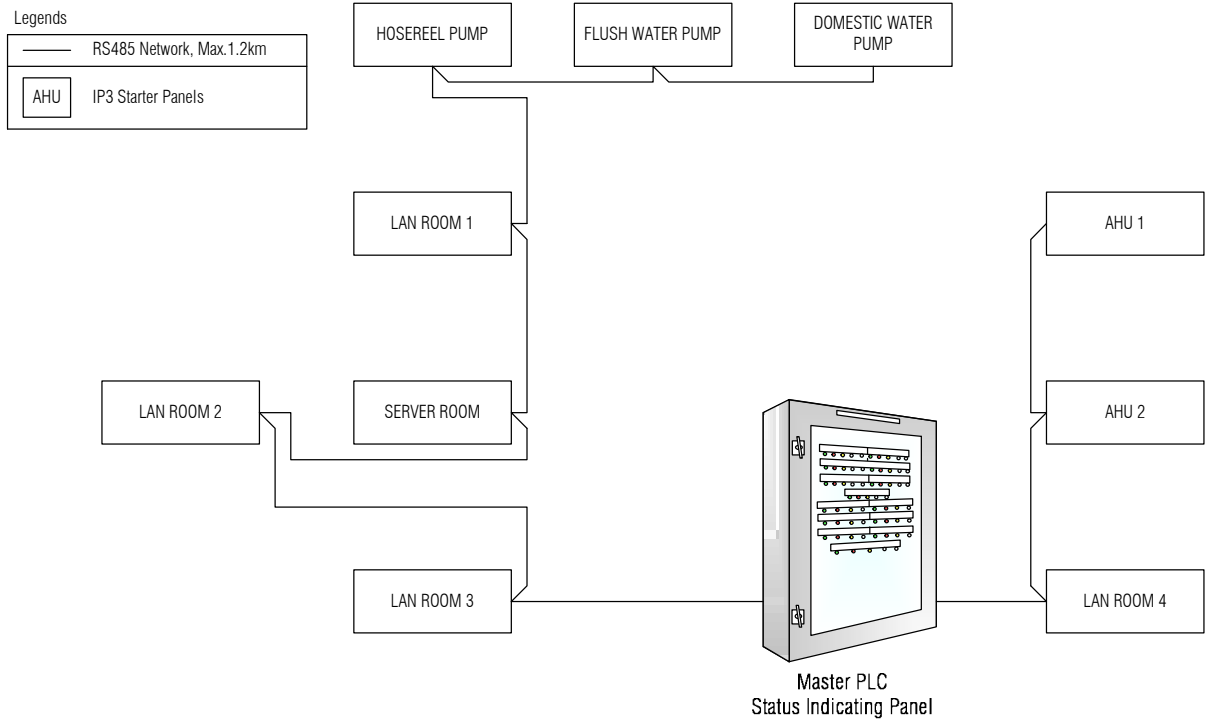 Legends
RS485 Network, Max.1.2km
AHU
IP3 Starter Panels
HOSEREEL PUMP
FLUSH WATER PUMP
DOMESTIC WATER
PUMP
LAN ROOM 1
AHU 1
LAN ROOM 2
SERVER ROOM
AHU 2
LAN ROOM 3
LAN ROOM 4
Master PLC
Status Indicating Panel